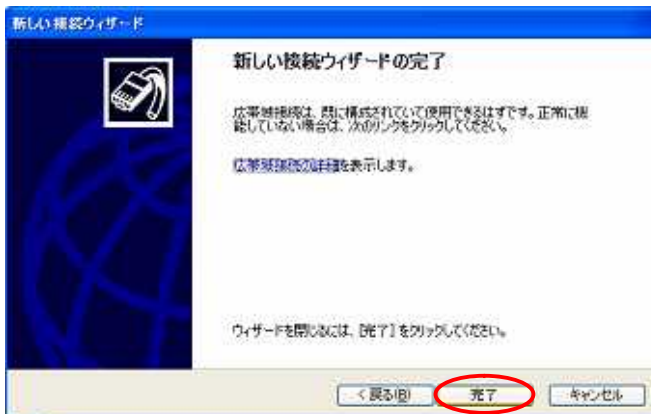 新しい接続ウィザード
新しい接続ウィザードの完了
広帯域接続は、既に構成されていて使用できるはずです。正常に機
能していない場合は、次のリンクをクリックしてください。
広帯域接続の詳細を表示します。
ウィザードを閉じるには、[完了] をクリックしてください。
< 戻る(B)
完了
キャンセル